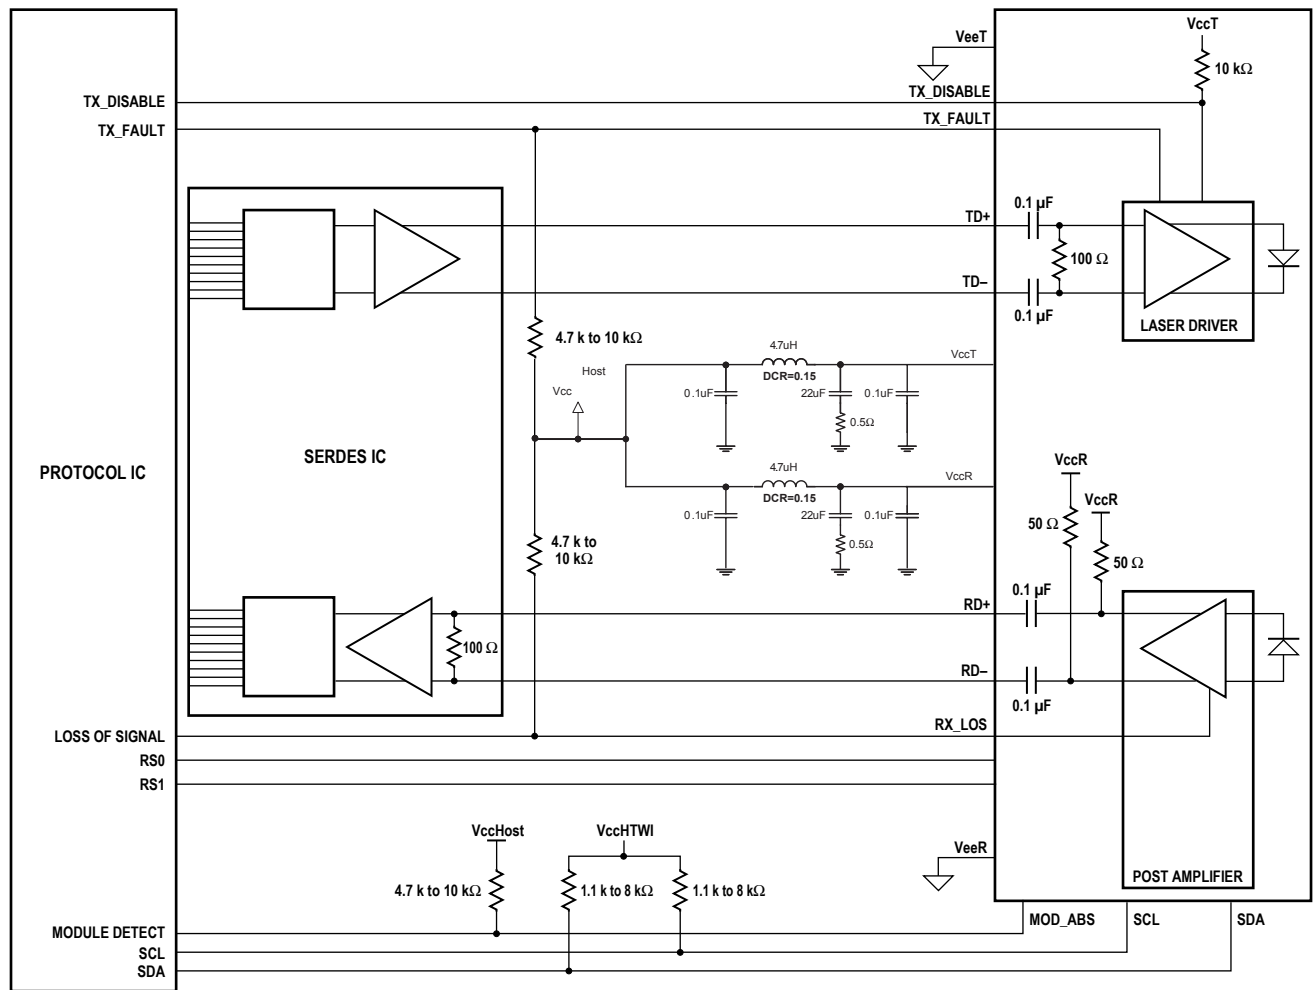 VccT
VeeT
10 kΩ
TX_DISABLE
TX_DISABLE
TX_FAULT
TX_FAULT
0.1 µF
TD+
100 Ω
TD–
0.1 µF
LASER DRIVER
4.7 k to 10 kΩ
4.7uH
VccT
Host
DCR=0.15
Vcc
0.1uF
22uF
0.1uF
0.5Ω
PROTOCOL IC
SERDES IC
4.7uH
VccR
VccR
DCR=0.15
VccR
0.1uF
22uF
0.1uF
50 Ω
4.7 k to
10 kΩ
0.5Ω
50 Ω
0.1 µF
RD+
100 Ω
RD–
0.1 µF
LOSS OF SIGNAL
RX_LOS
RS0
RS1
VccHost
VccHTWI
VeeR
4.7 k to 10 kΩ
1.1 k to 8 kΩ
1.1 k to 8 kΩ
POST AMPLIFIER
MODULE DETECT
MOD_ABS
SCL
SDA
SCL
SDA